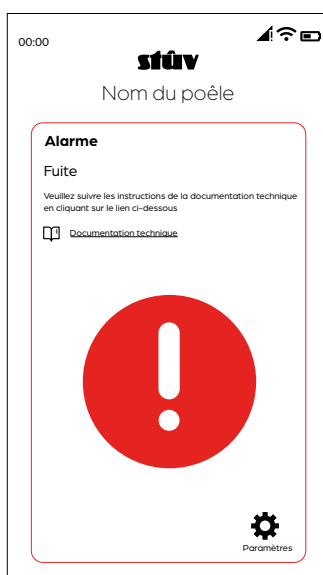 00:00
stûv
Nom du poêle
Alarme
Fuite
Veuillez suivre les instructions de la documentation technique
en cliquant sur le lien ci-dessous
Documentation technique
Paramètres